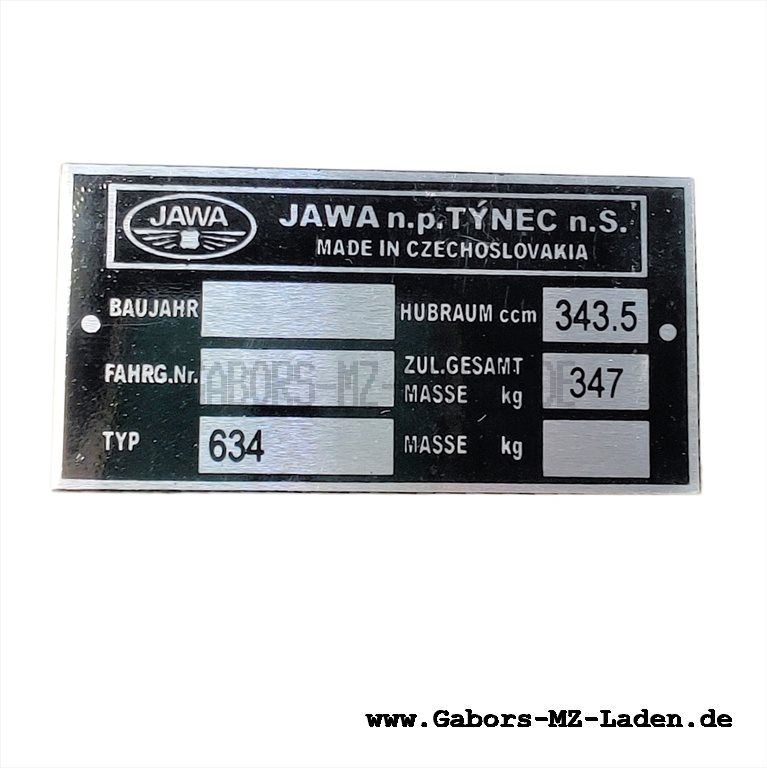 JAWA
JAWA n.p.TÝNEC n.S.
MADE IN CZECHOSLOVAKIA
BAUJAHR
HUBRAUM ccm 343.5
FAHRG.Nr.
ZUL.GESAMT
MASSE kg 347
TYP 634
MASSE kg
www.Gabors-MZ-Laden.de